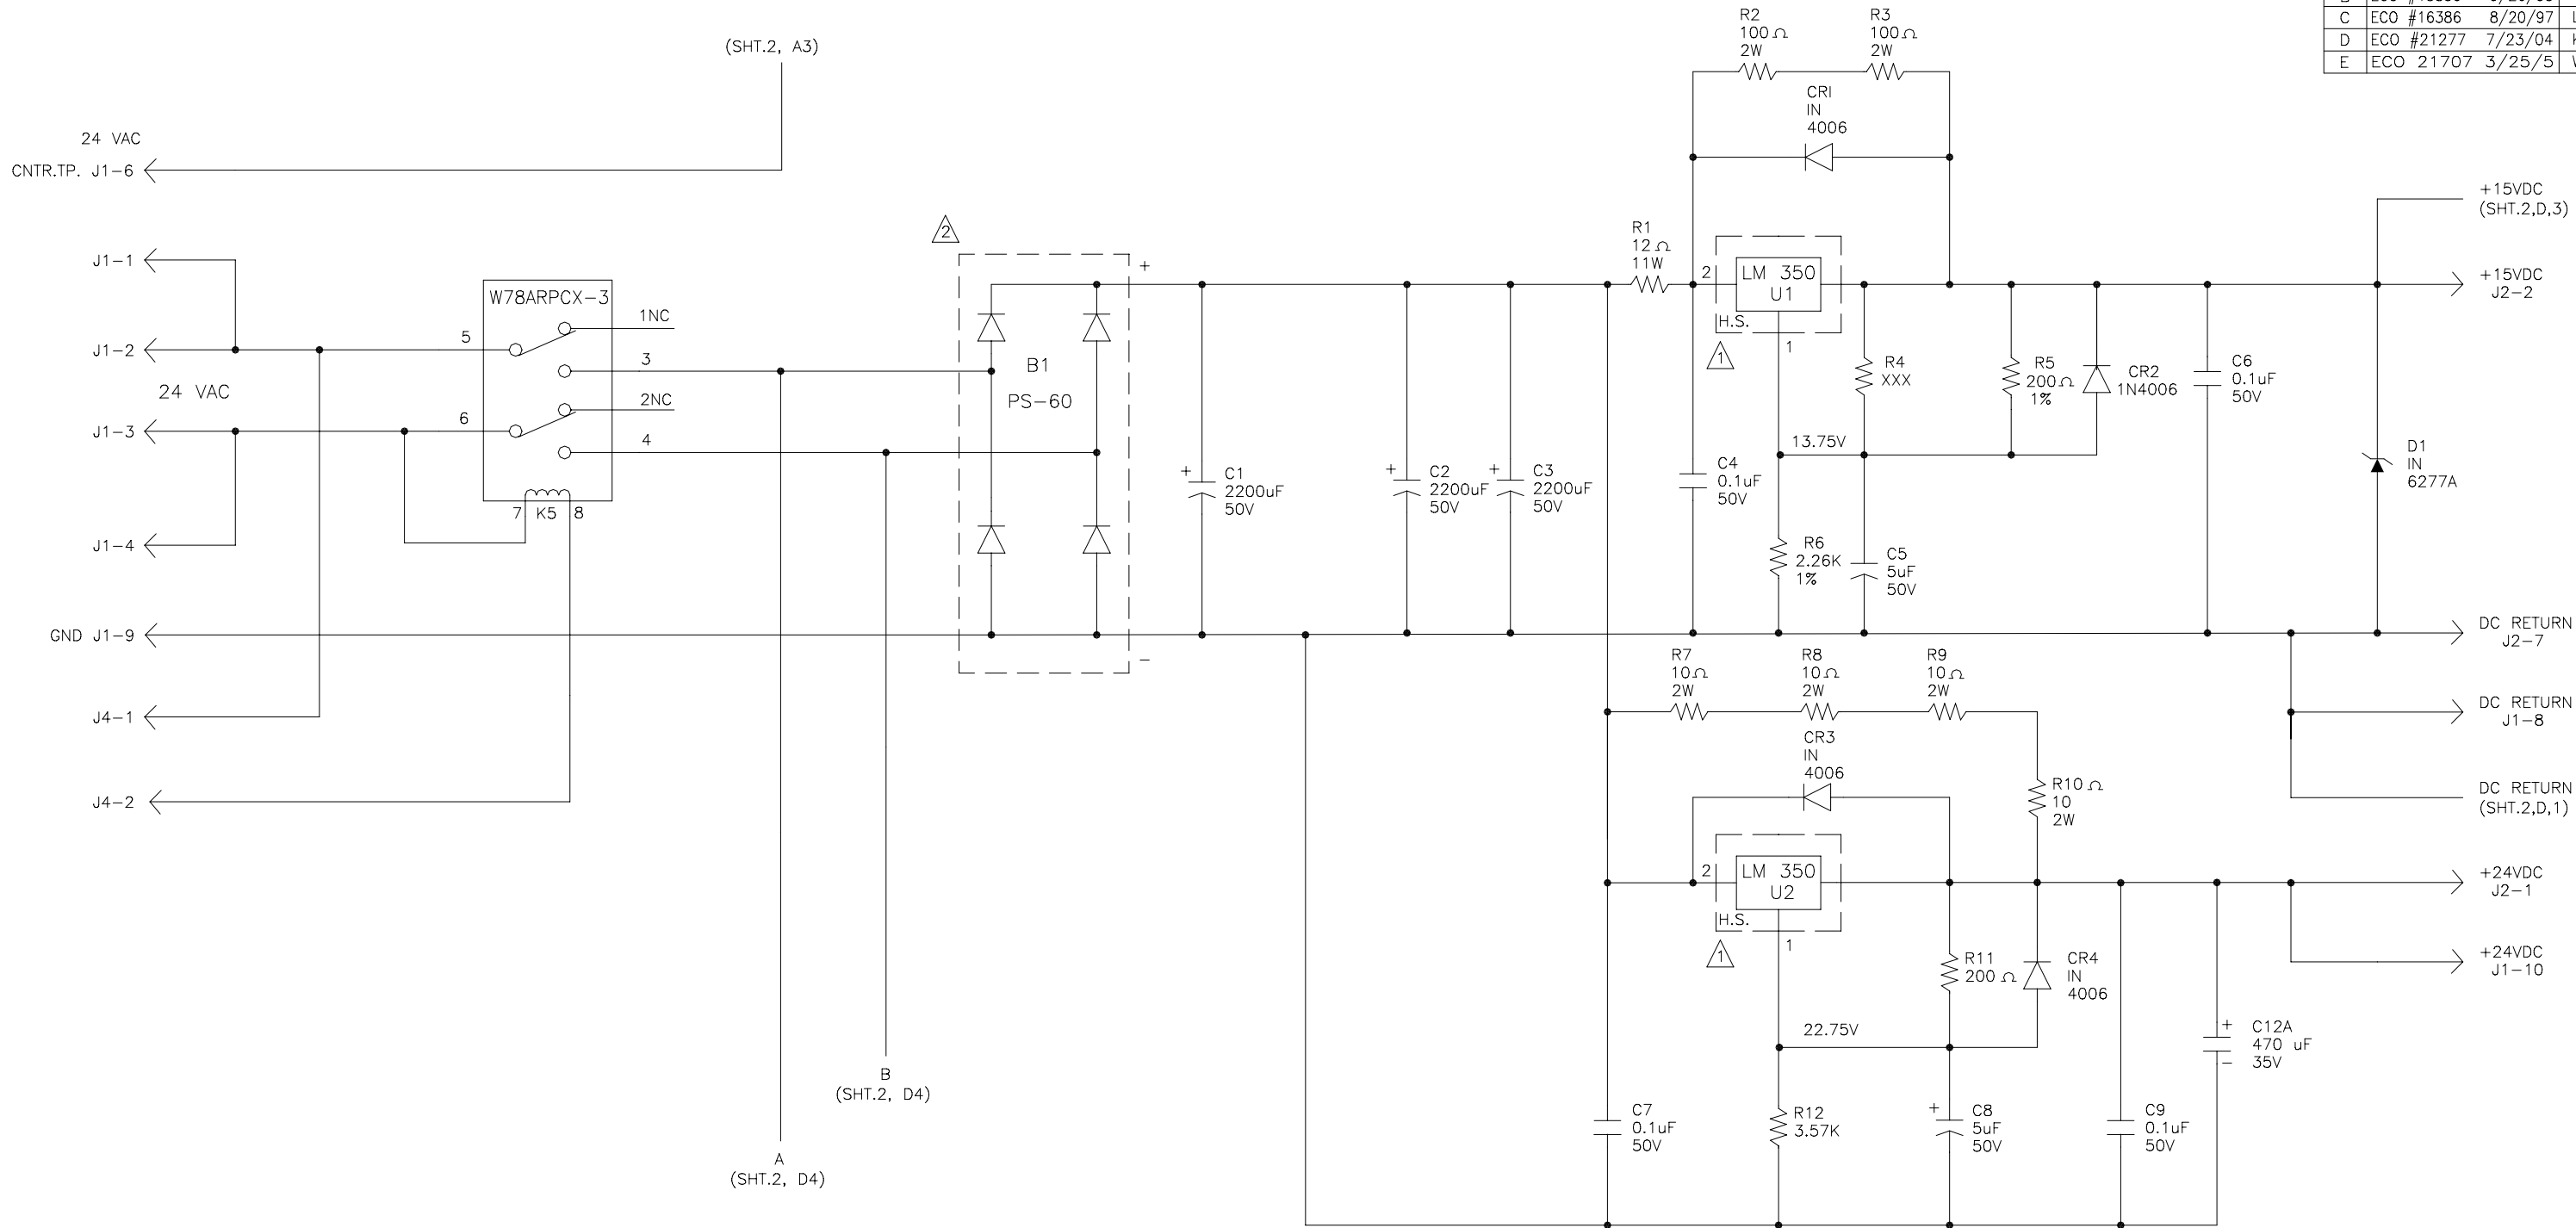 C ECO #16386 8/20/97
D ECO #21277 7/23/04
E ECO 21707 3/25/5
(SHT.2, A3)
24 VAC
CNTR.TP. J1-6
J1-1
J1-2
24 VAC
J1-3
J1-4
GND J1-9
J4-1
J4-2
W78ARPCX-3
5
6
1NC
3
2NC
4
7 K5 8
2
B1
PS-60
+
-
A
(SHT.2, D4)
B
(SHT.2, D4)
+
C1
2200uF
50V
+
C2
2200uF
50V
+
C3
2200uF
50V
R2
100Ω
2W
R3
100Ω
2W
CR1
IN
4006
R1
12Ω
11W
2
LM 350
U1
H.S.
1
1
C4
0.1uF
50V
13.75V
R4
XXX
R5
200Ω
1%
CR2
1N4006
C6
0.1uF
50V
R6
2.26K
1%
C5
5uF
50V
D1
IN
6277A
+15VDC
(SHT.2,D,3)
+15VDC
J2-2
DC RETURN
J2-7
DC RETURN
J1-8
DC RETURN
(SHT.2,D,1)
+24VDC
J2-1
+24VDC
J1-10
R7
10Ω
2W
R8
10Ω
2W
R9
10Ω
2W
CR3
IN
4006
R10Ω
10
2W
2
LM 350
U2
H.S.
1
1
R11
200 Ω
CR4
IN
4006
22.75V
+
C12A
470 uF
-
35V
C7
0.1uF
50V
R12
3.57K
+
C8
5uF
50V
C9
0.1uF
50V